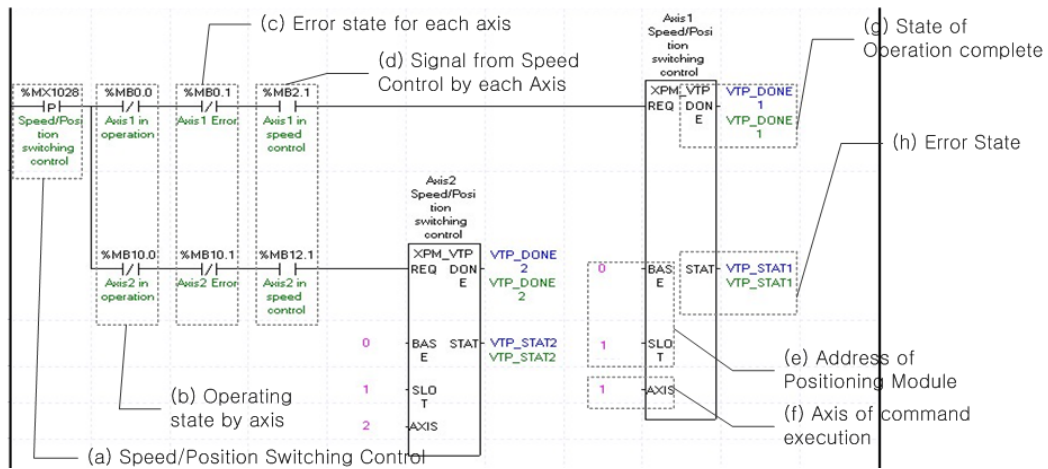 (c) Error state for each axis
(d) Signal from Speed
Control by each Axis
Axis1
Speed/Posi
tion
switching
control
(g) State of
Operation complete
%MX1028
P
Speed/Posi
tion
switching
control
%MB0.0
Axis1 in
operation
%MB0.1
Axis1 Error
%MB2.1
Axis1 in
speed
control
XPM_VTP
REQ DON
E
VTP_DONE
1
VTP_DONE
1
(h) Error State
Axis2
Speed/Posi
tion
switching
control
%MB10.0
Axis2 in
operation
%MB10.1
Axis2 Error
%MB12.1
Axis2 in
speed
control
XPM_VTP
REQ DON
E
VTP_DONE
2
VTP_DONE
2
0
BAS
E
STAT
VTP_STAT1
VTP_STAT1
0
BAS
E
STAT
VTP_STAT2
VTP_STAT2
1
SLO
T
(e) Address of
Positioning Module
1
SLO
T
1
AXIS
(f) Axis of command
execution
2
AXIS
(b) Operating
state by axis
(a) Speed/Position Switching Control